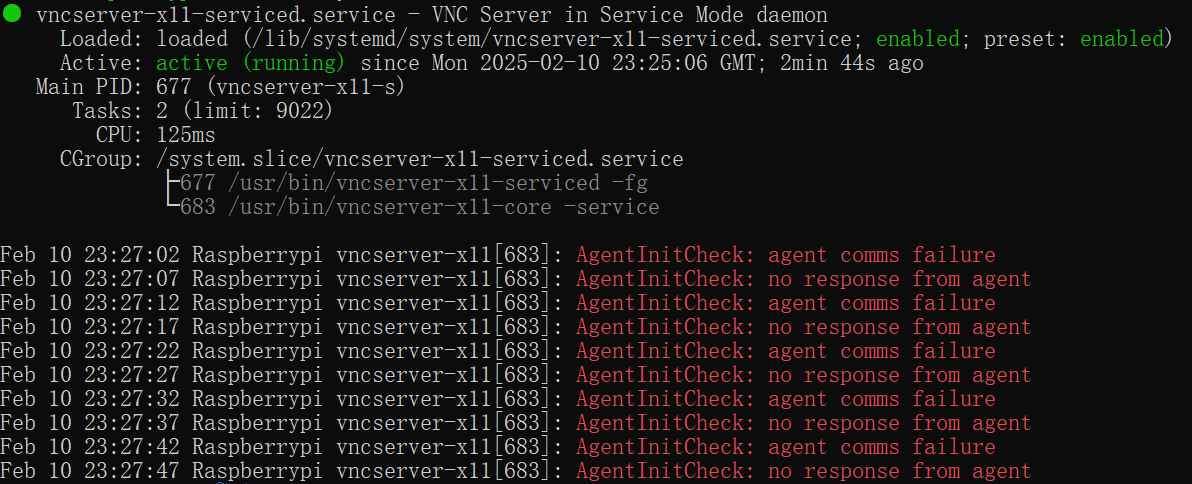 ● vncserver-x11-serviced.service - VNC Server in Service Mode daemon
Loaded: loaded (/lib/systemd/system/vncserver-x11-serviced.service; enabled; preset: enabled)
Active: active (running) since Mon 2025-02-10 23:25:06 GMT; 2min 44s ago
Main PID: 677 (vncserver-x11-s)
Tasks: 2 (limit: 9022)
CPU: 125ms
CGroup: /system.slice/vncserver-x11-serviced.service
├─677 /usr/bin/vncserver-x11-serviced -fg
└─683 /usr/bin/vncserver-x11-core -service
Feb 10 23:27:02 Raspberrypi vncserver-x11[683]: AgentInitCheck: agent comms failure
Feb 10 23:27:07 Raspberrypi vncserver-x11[683]: AgentInitCheck: no response from agent
Feb 10 23:27:12 Raspberrypi vncserver-x11[683]: AgentInitCheck: agent comms failure
Feb 10 23:27:17 Raspberrypi vncserver-x11[683]: AgentInitCheck: no response from agent
Feb 10 23:27:22 Raspberrypi vncserver-x11[683]: AgentInitCheck: agent comms failure
Feb 10 23:27:27 Raspberrypi vncserver-x11[683]: AgentInitCheck: no response from agent
Feb 10 23:27:32 Raspberrypi vncserver-x11[683]: AgentInitCheck: agent comms failure
Feb 10 23:27:37 Raspberrypi vncserver-x11[683]: AgentInitCheck: no response from agent
Feb 10 23:27:42 Raspberrypi vncserver-x11[683]: AgentInitCheck: agent comms failure
Feb 10 23:27:47 Raspberrypi vncserver-x11[683]: AgentInitCheck: no response from agent